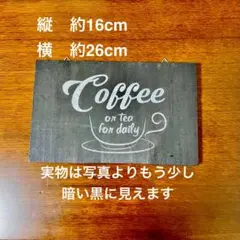 縦　約16cm
横　約26cm
Coffee
or Tea
for daily
実物は写真よりもう少し
暗い黒に見えます